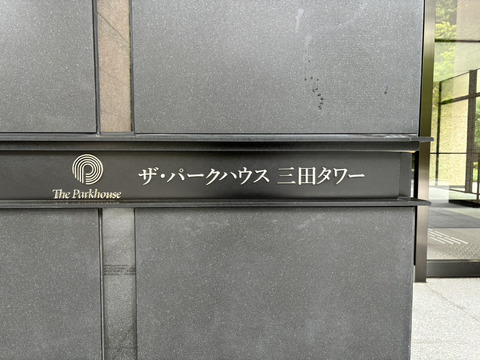 The Parkhouse
ザ・パークハウス 三田タワー